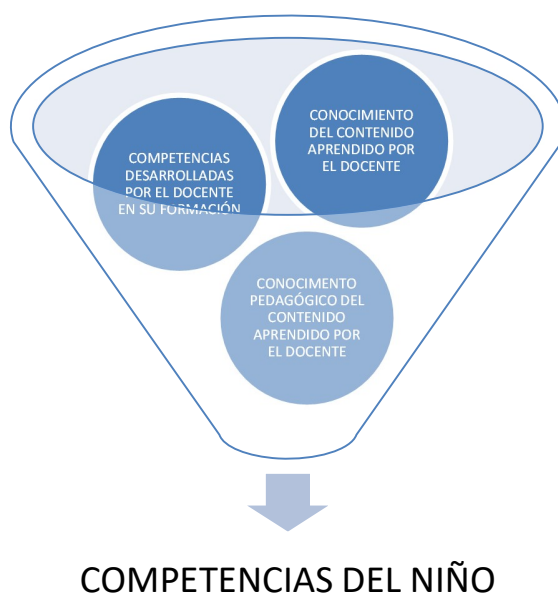 COMPETENCIAS
DESARROLLADAS
POR EL DOCENTE
EN SU FORMACIÓN
CONOCIMIENTO
DEL CONTENIDO
APRENDIDO POR
EL DOCENTE
CONOCIMENTO
PEDAGÓGICO DEL
CONTENIDO
APRENDIDO POR
EL DOCENTE
COMPETENCIAS DEL NIÑO